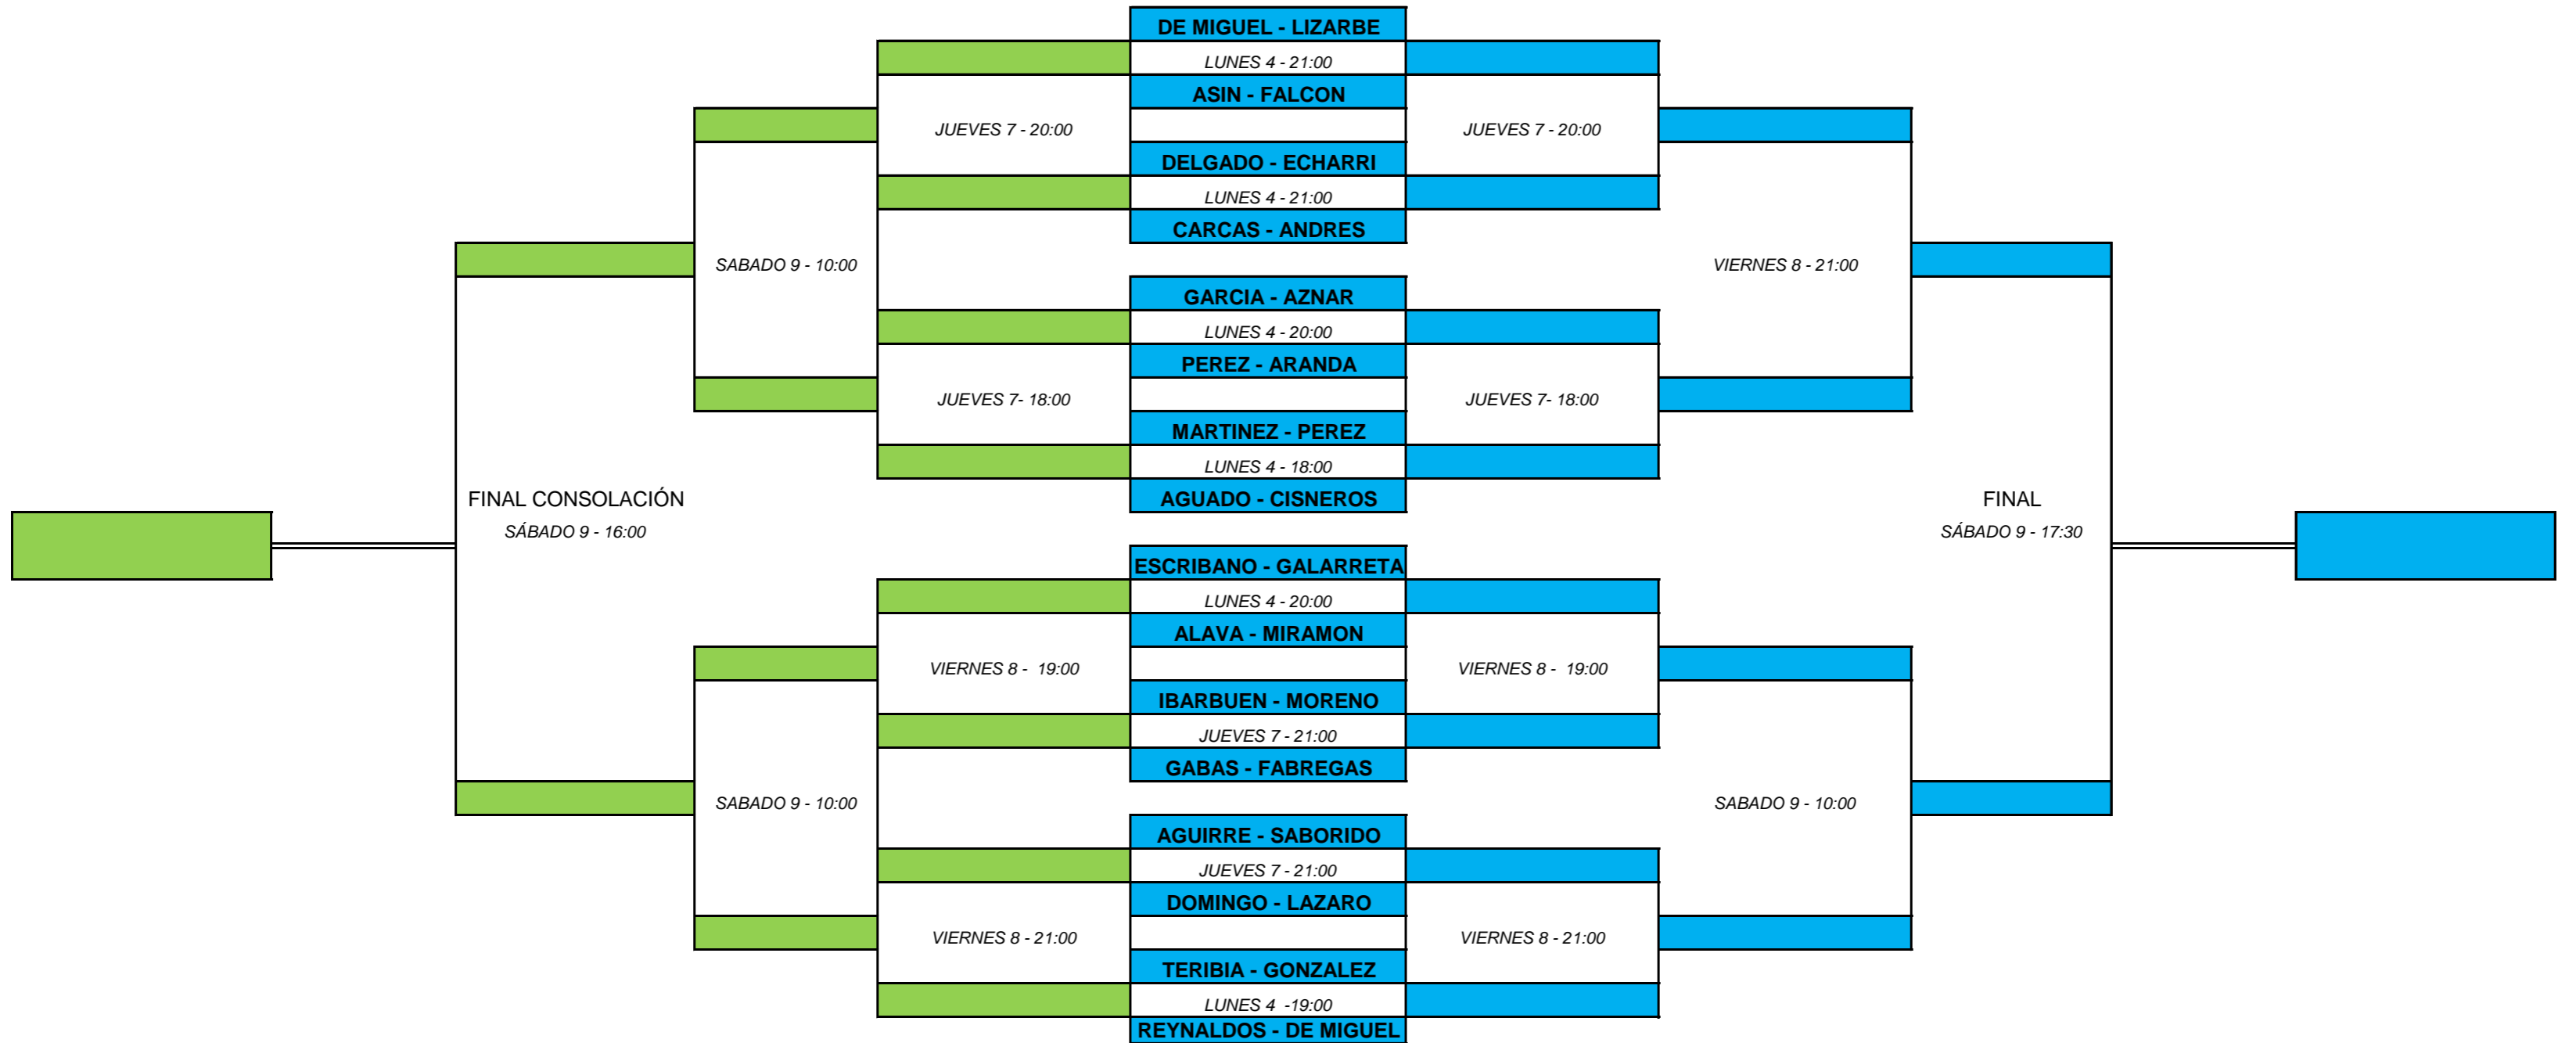 DE MIGUEL - LIZARBE
LUNES 4 - 21:00
ASIN - FALCON
JUEVES 7 - 20:00
JUEVES 7 - 20:00
DELGADO - ECHARRI
LUNES 4 - 21:00
CARCAS - ANDRES
SABADO 9 - 10:00
VIERNES 8 - 21:00
GARCIA - AZNAR
LUNES 4 - 20:00
PEREZ - ARANDA
JUEVES 7- 18:00
JUEVES 7- 18:00
MARTINEZ - PEREZ
LUNES 4 - 18:00
AGUADO - CISNEROS
FINAL CONSOLACIÓN
SÁBADO 9 - 16:00
FINAL
SÁBADO 9 - 17:30
ESCRIBANO - GALARRETA
LUNES 4 - 20:00
ALAVA - MIRAMON
VIERNES 8 -  19:00
VIERNES 8 -  19:00
IBARBUEN - MORENO
JUEVES 7 - 21:00
GABAS - FABREGAS
SABADO 9 - 10:00
SABADO 9 - 10:00
AGUIRRE - SABORIDO
JUEVES 7 - 21:00
DOMINGO - LAZARO
VIERNES 8 - 21:00
VIERNES 8 - 21:00
TERIBIA - GONZALEZ
LUNES 4  -19:00
REYNALDOS - DE MIGUEL